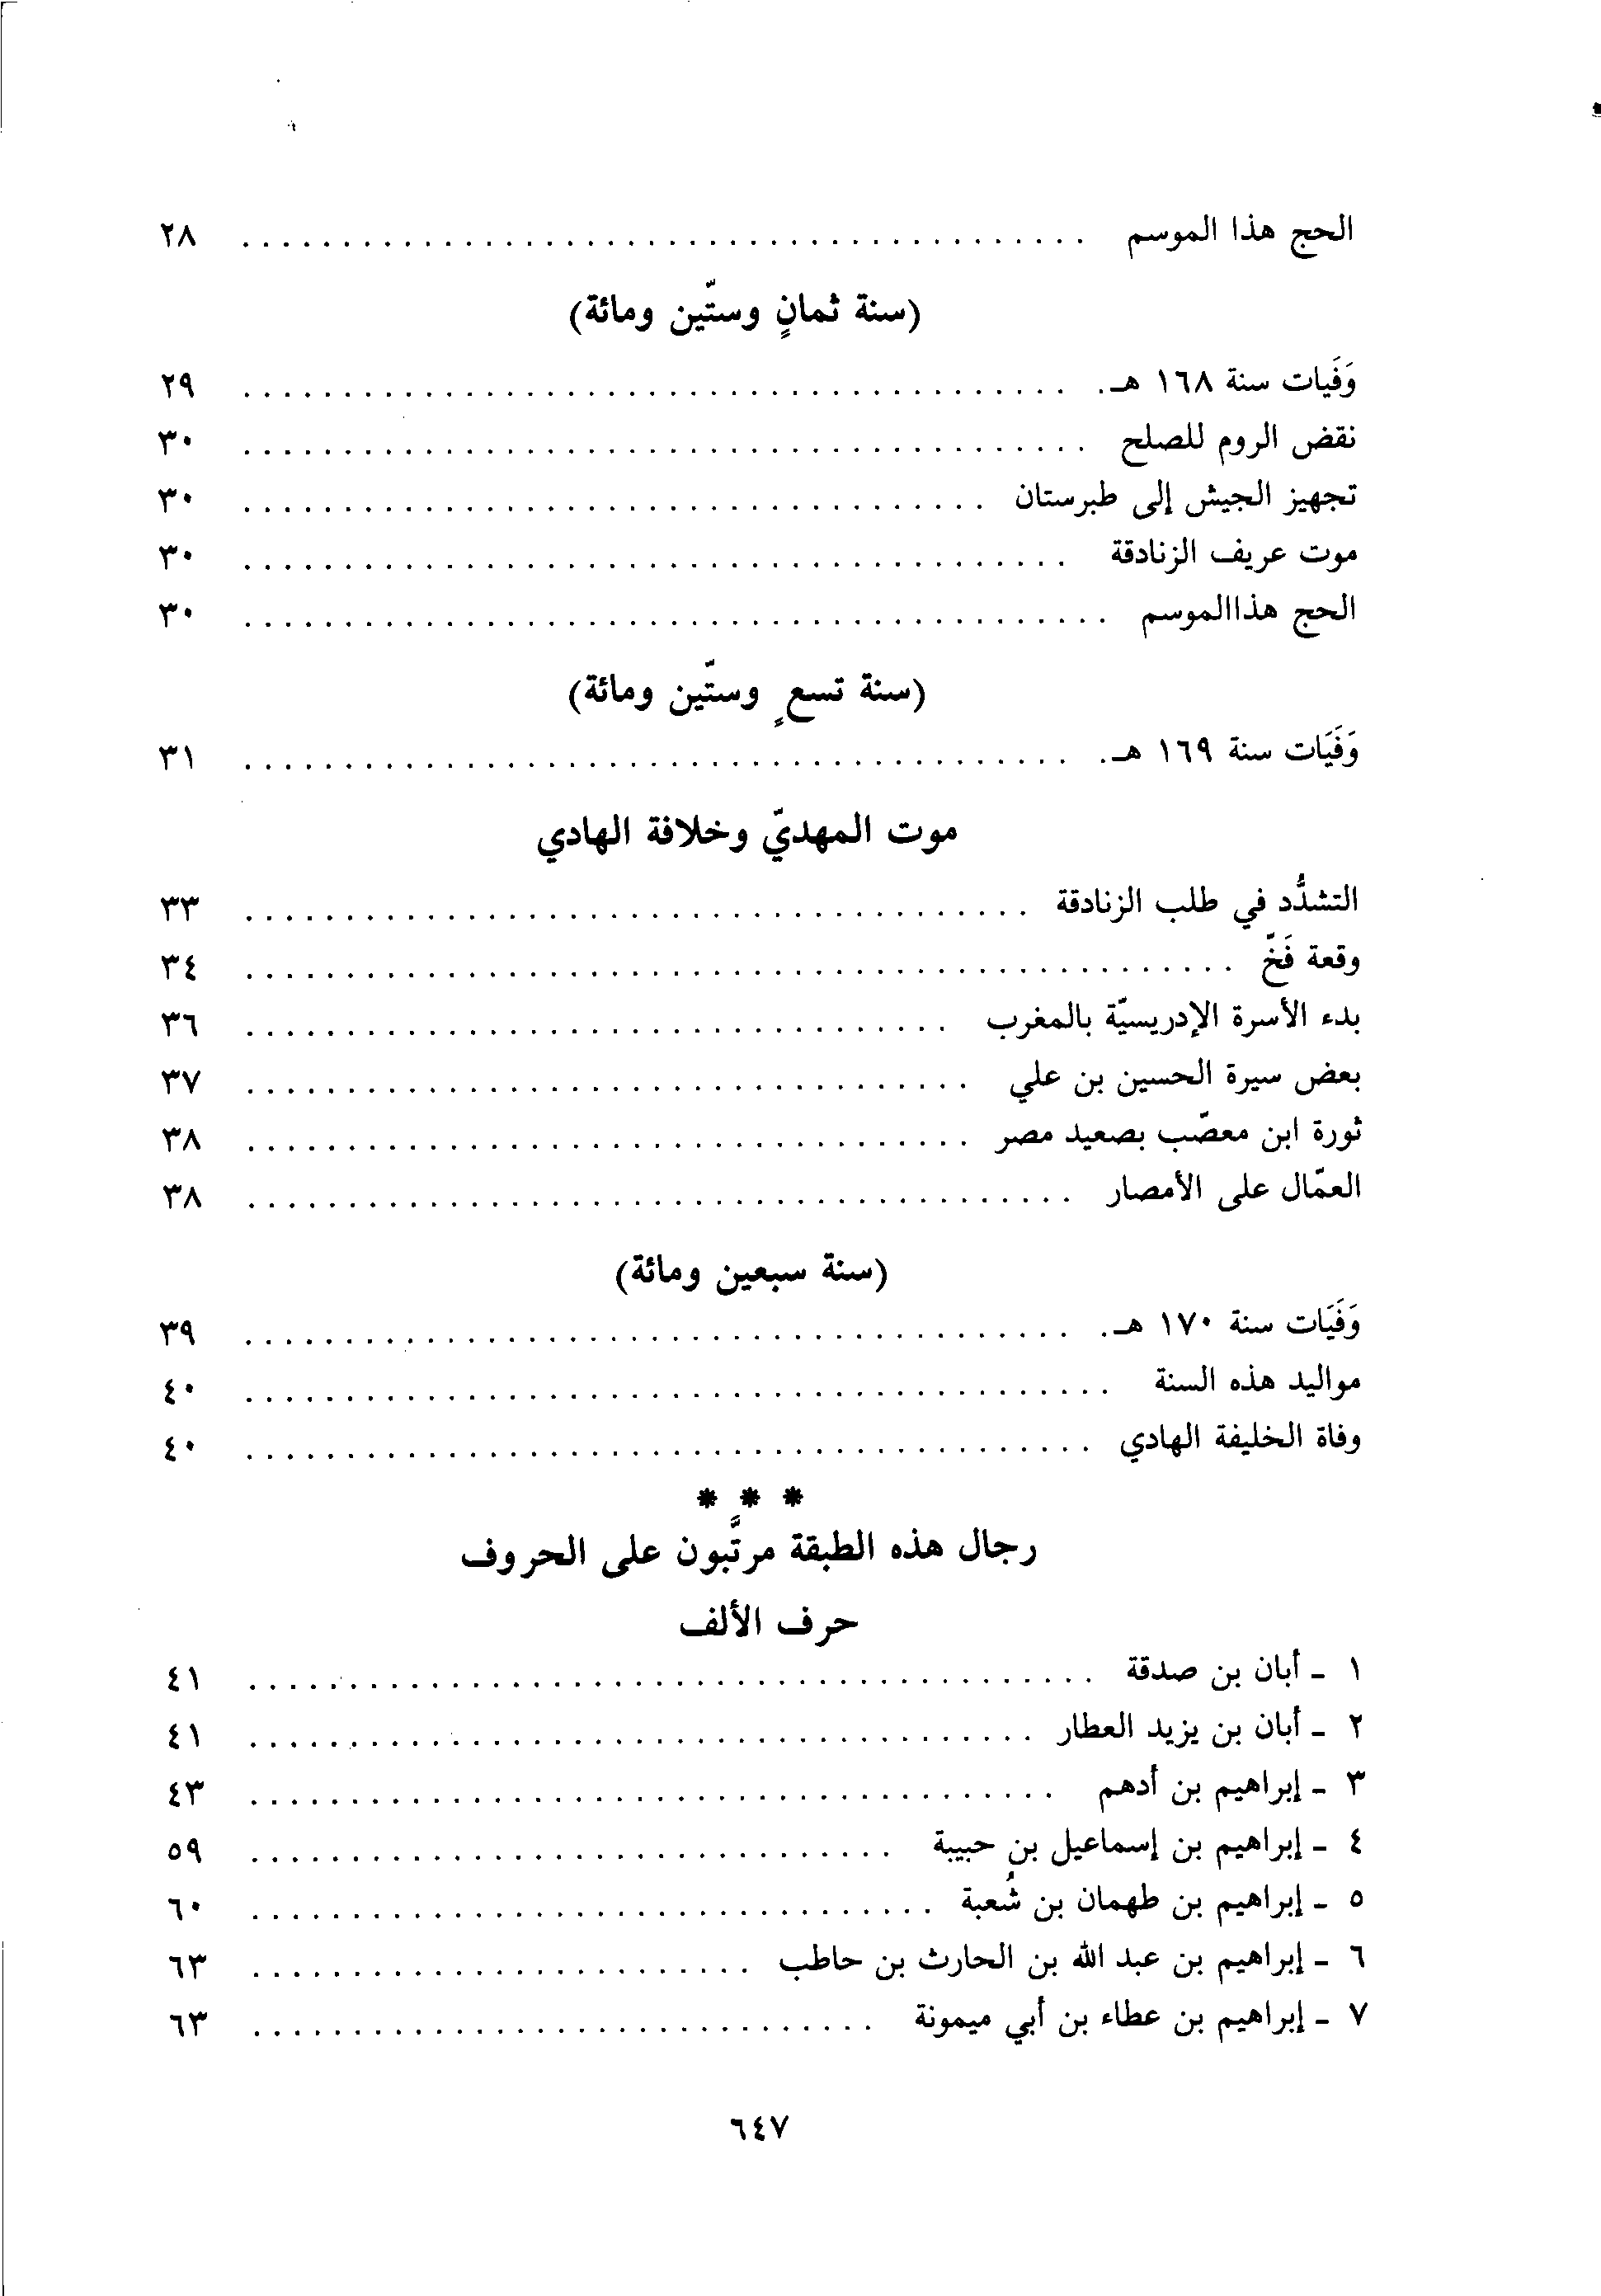 الحج هذا الموسم ........................................ ٢٨
(سنة ثمانٍ وستّين ومائة)
وَفَيات سنة ١٦٨ هـ. ........................................ ٢٩
نقض الروم للصلح ........................................ ٣٠
تجهيز الجيش إلى طبرستان ........................................ ٣٠
موت عريف الزنادقة ........................................ ٣٠
الحج هذاالموسم ........................................ ٣٠
(سنة تسعٍ وستّين ومائة)
وَفَيَات سنة ١٦٩ هـ. ........................................ ٣١
موت المهديّ وخلافة الهادي
التشدُّد في طلب الزنادقة ........................................ ٣٣
وقعة فَخّ ........................................ ٣٤
بدء الأسرة الإدريسيّة بالمغرب ........................................ ٣٦
بعض سيرة الحسين بن علي ........................................ ٣٧
ثورة ابن معصّب بصعيد مصر ........................................ ٣٨
العمّال على الأمصار ........................................ ٣٨
(سنة سبعين ومائة)
وَفَيَات سنة ١٧٠ هـ. ........................................ ٣٩
مواليد هذه السنة ........................................ ٤٠
وفاة الخليفة الهادي ........................................ ٤٠
* * *
رجال هذه الطبقة مرتَّبون على الحروف
حرف الألف
١ - أبان بن صدقة ........................................ ٤١
٢ - أبان بن يزيد العطار ........................................ ٤١
٣ - إبراهيم بن أدهم ........................................ ٤٣
٤ - إبراهيم بن إسماعيل بن حبيبة ................................ ٥٩
٥ - إبراهيم بن طهمان بن شُعبة ................................ ٦٠
٦ - إبراهيم بن عبد الله بن الحارث بن حاطب ......................... ٦٣
٧ - إبراهيم بن عطاء بن أبي ميمونة ............................... ٦٣
٦٤٧